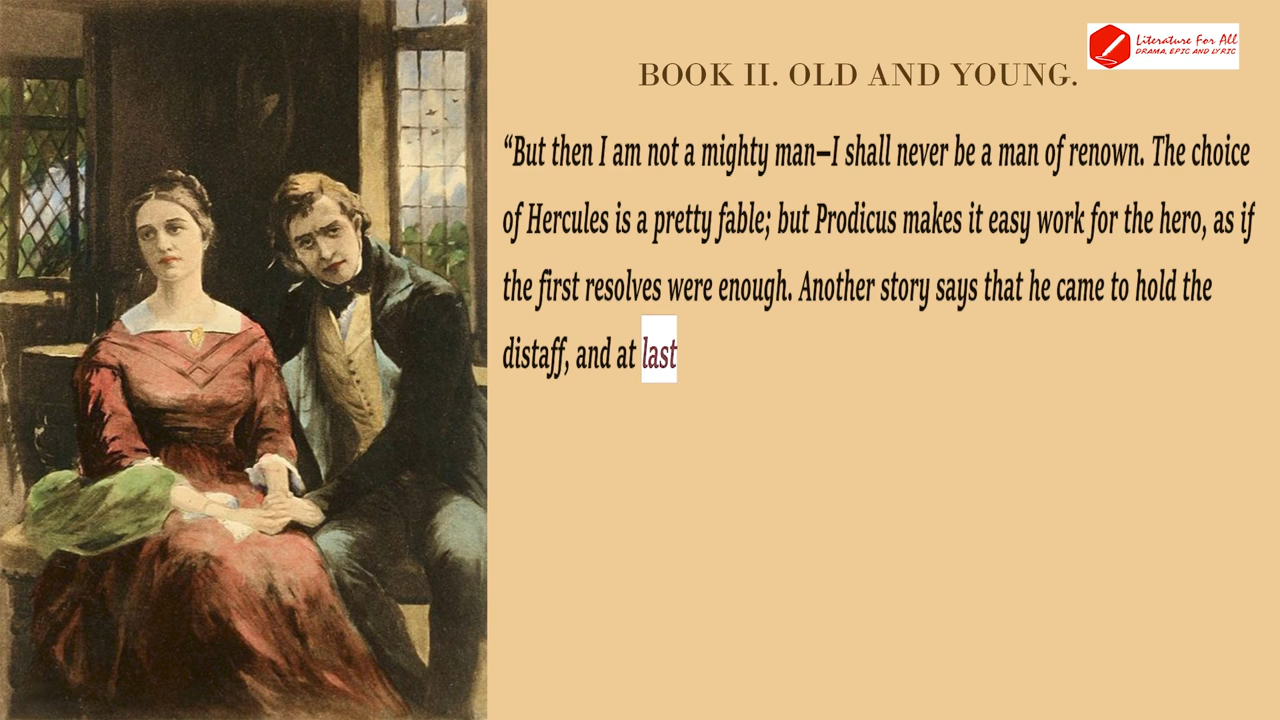 Literature For All
DRAMA, EPIC AND LYRIC
BOOK II. OLD AND YOUNG.
“But then I am not a mighty man—I shall never be a man of renown. The choice
of Hercules is a pretty fable; but Prodicus makes it easy work for the hero, as if
the first resolves were enough. Another story says that he came to hold the
distaff, and at last